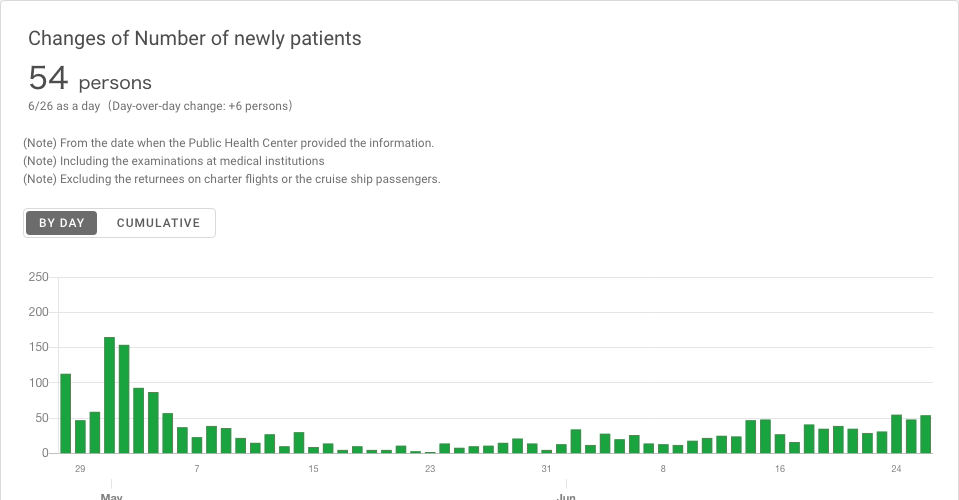 Changes of Number of newly patients
54 persons
6/26 as a day（Day-over-day change: +6 persons）
(Note) From the date when the Public Health Center provided the information.
(Note) Including the examinations at medical institutions
(Note) Excluding the returnees on charter flights or the cruise ship passengers.
BY DAY CUMULATIVE
250
200
150
100
50
0
29 7 15 23 31 8 16 24
May Jun